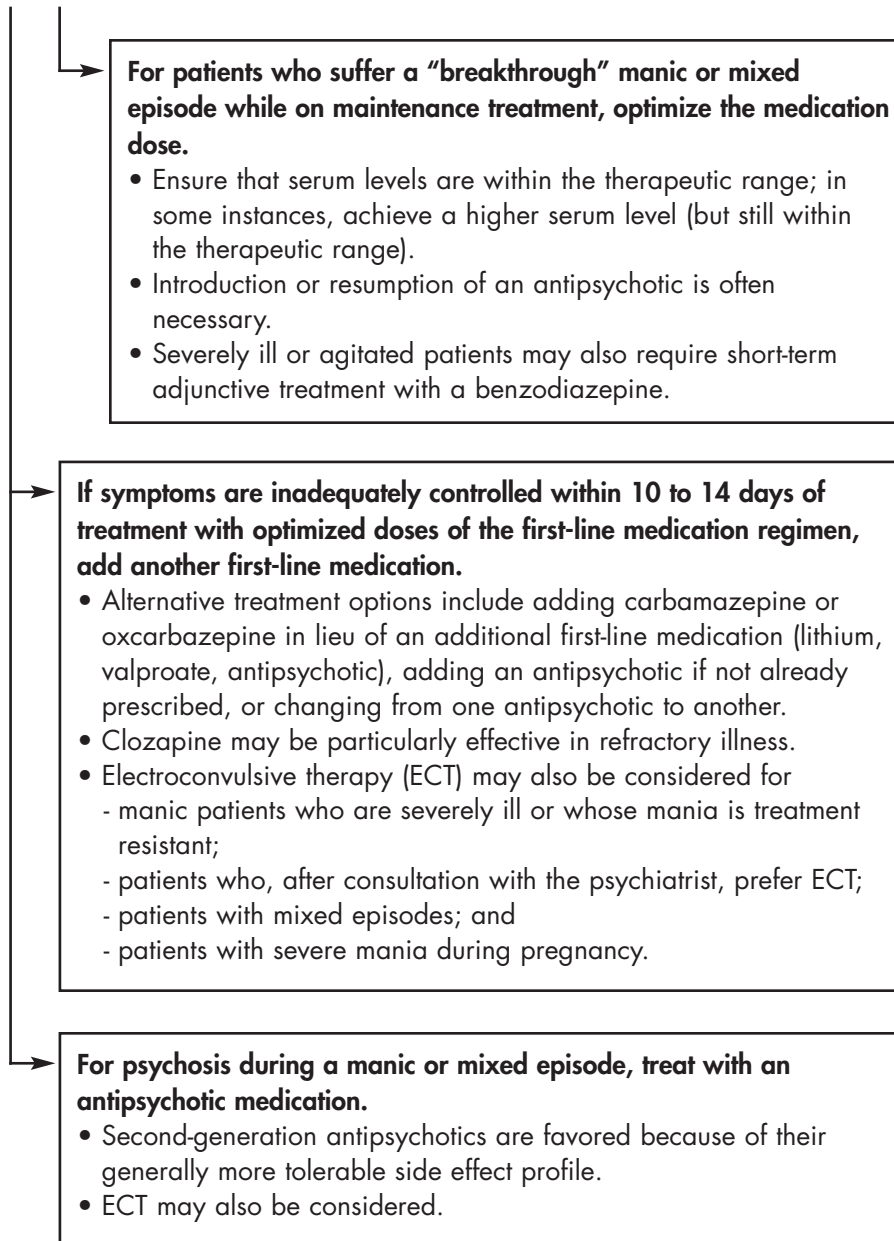 For patients who suffer a “breakthrough” manic or mixed
episode while on maintenance treatment, optimize the medication
dose.
• Ensure that serum levels are within the therapeutic range; in
some instances, achieve a higher serum level (but still within
the therapeutic range).
• Introduction or resumption of an antipsychotic is often
necessary.
• Severely ill or agitated patients may also require short-term
adjunctive treatment with a benzodiazepine.
If symptoms are inadequately controlled within 10 to 14 days of
treatment with optimized doses of the first-line medication regimen,
add another first-line medication.
• Alternative treatment options include adding carbamazepine or
oxcarbazepine in lieu of an additional first-line medication (lithium,
valproate, antipsychotic), adding an antipsychotic if not already
prescribed, or changing from one antipsychotic to another.
• Clozapine may be particularly effective in refractory illness.
• Electroconvulsive therapy (ECT) may also be considered for
- manic patients who are severely ill or whose mania is treatment
resistant;
- patients who, after consultation with the psychiatrist, prefer ECT;
- patients with mixed episodes; and
- patients with severe mania during pregnancy.
For psychosis during a manic or mixed episode, treat with an
antipsychotic medication.
• Second-generation antipsychotics are favored because of their
generally more tolerable side effect profile.
• ECT may also be considered.